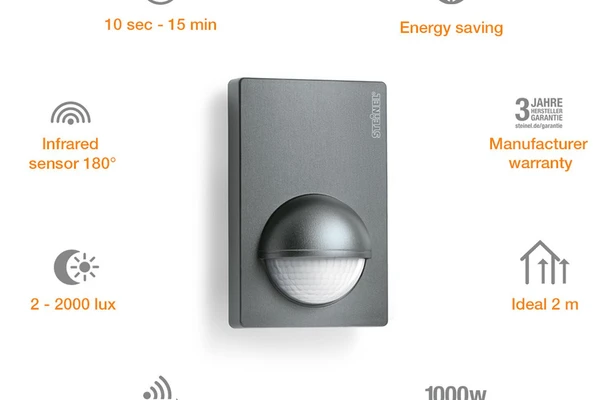 10 sec - 15 min
Energy saving
STEINEL
Infrared
sensor 180°
3 JAHRE
HERSTELLER
GARANTIE
steinel.de/garantie
Manufacturer
warranty
2 - 2000 lux
Ideal 2 m
1000w